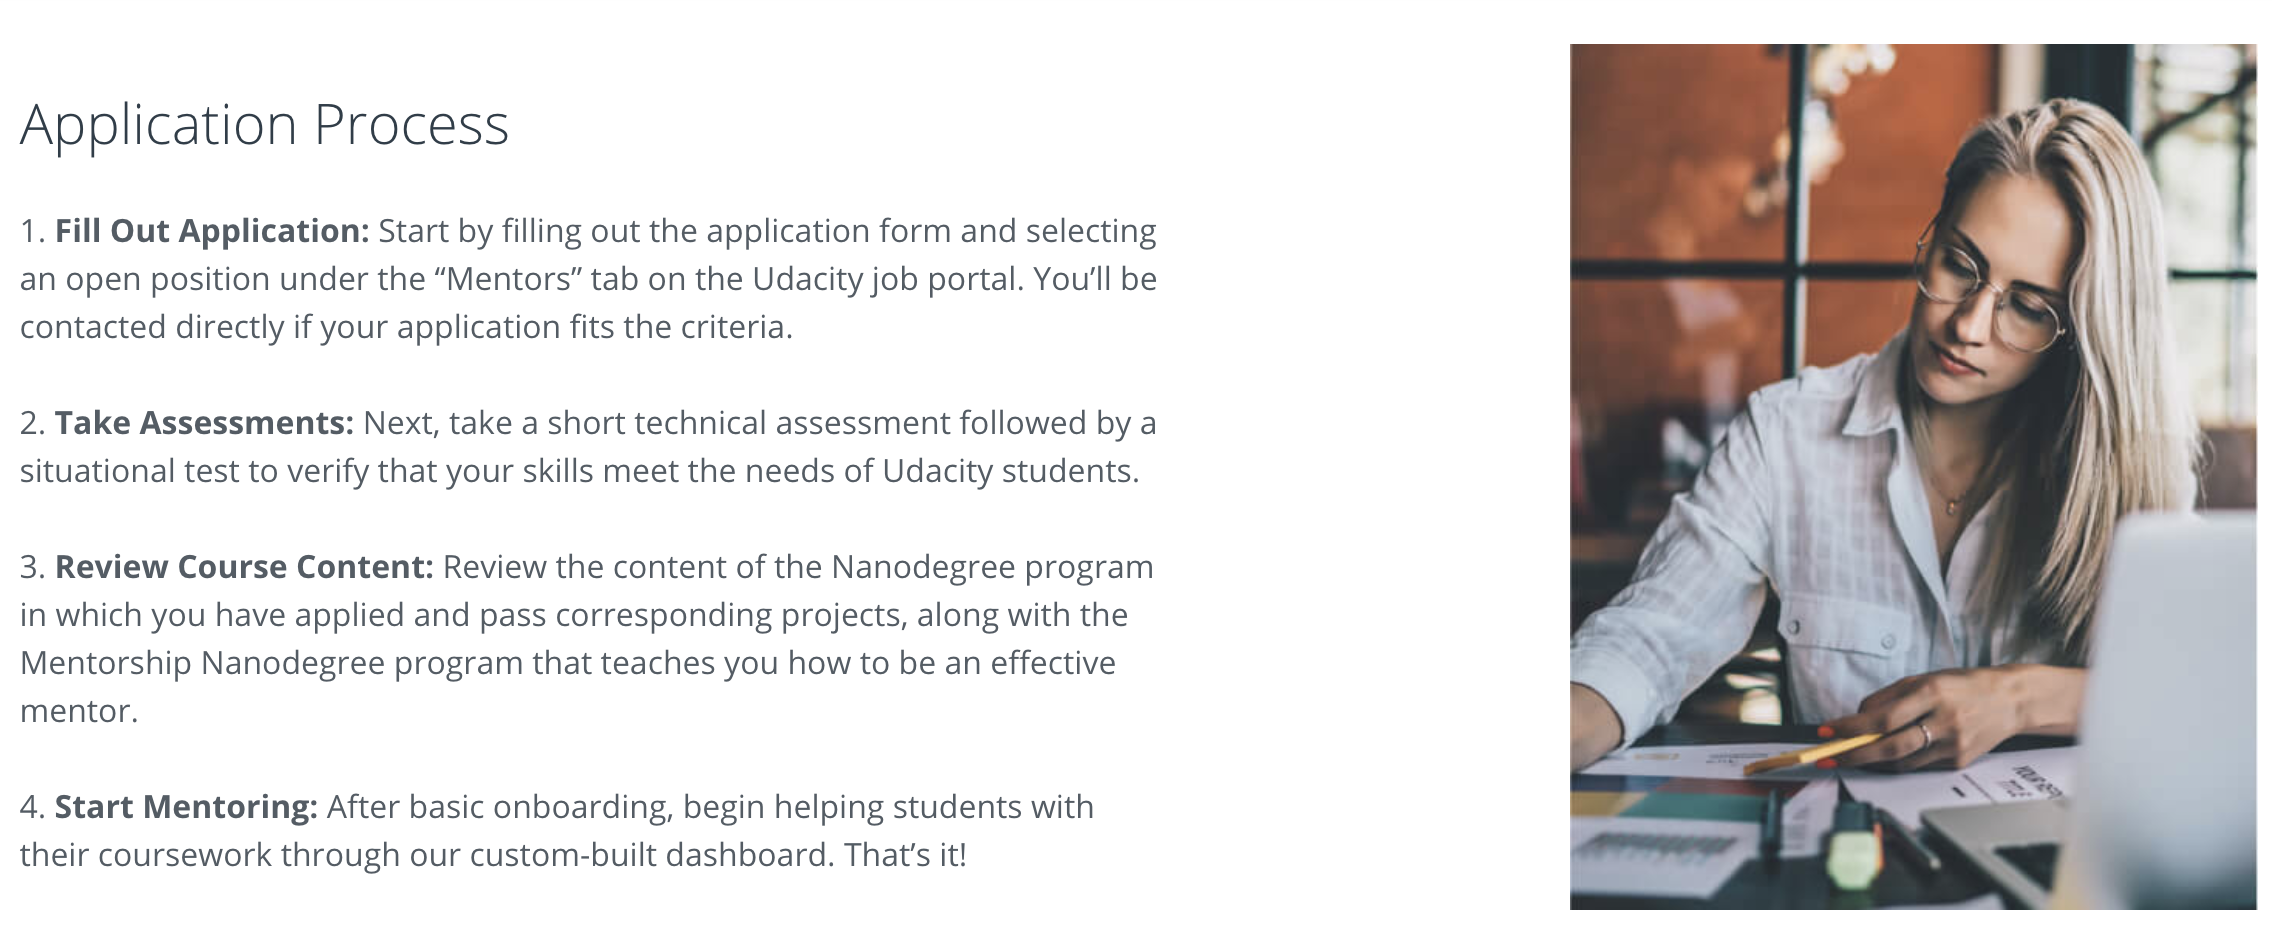 Application Process
1. Fill Out Application: Start by filling out the application form and selecting
an open position under the “Mentors” tab on the Udacity job portal. You’ll be
contacted directly if your application fits the criteria.
2. Take Assessments: Next, take a short technical assessment followed by a
situational test to verify that your skills meet the needs of Udacity students.
3. Review Course Content: Review the content of the Nanodegree program
in which you have applied and pass corresponding projects, along with the
Mentorship Nanodegree program that teaches you how to be an effective
mentor.
4. Start Mentoring: After basic onboarding, begin helping students with
their coursework through our custom-built dashboard. That’s it!